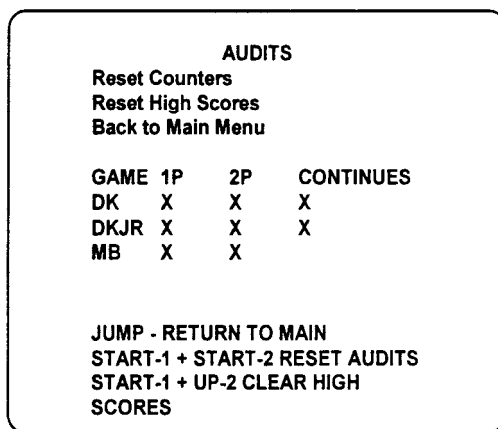 AUDITS
Reset Counters
Reset High Scores
Back to Main Menu
GAME 1P 2P CONTINUES
DK X X X
DKJR X X X
MB X X
JUMP - RETURN TO MAIN
START-1 + START-2 RESET AUDITS
START-1 + UP-2 CLEAR HIGH
SCORES